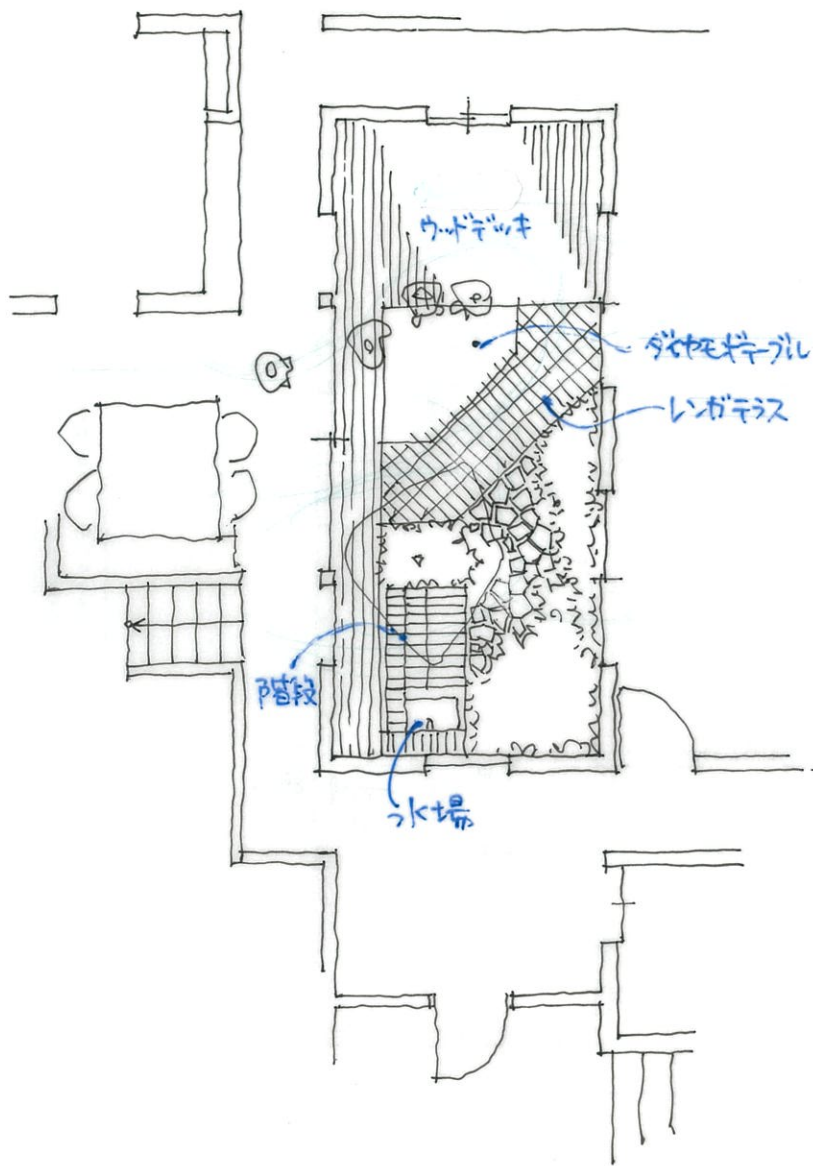 ウッドデッキ
ダイヤモンドテーブル
レンガテラス
階段
水場